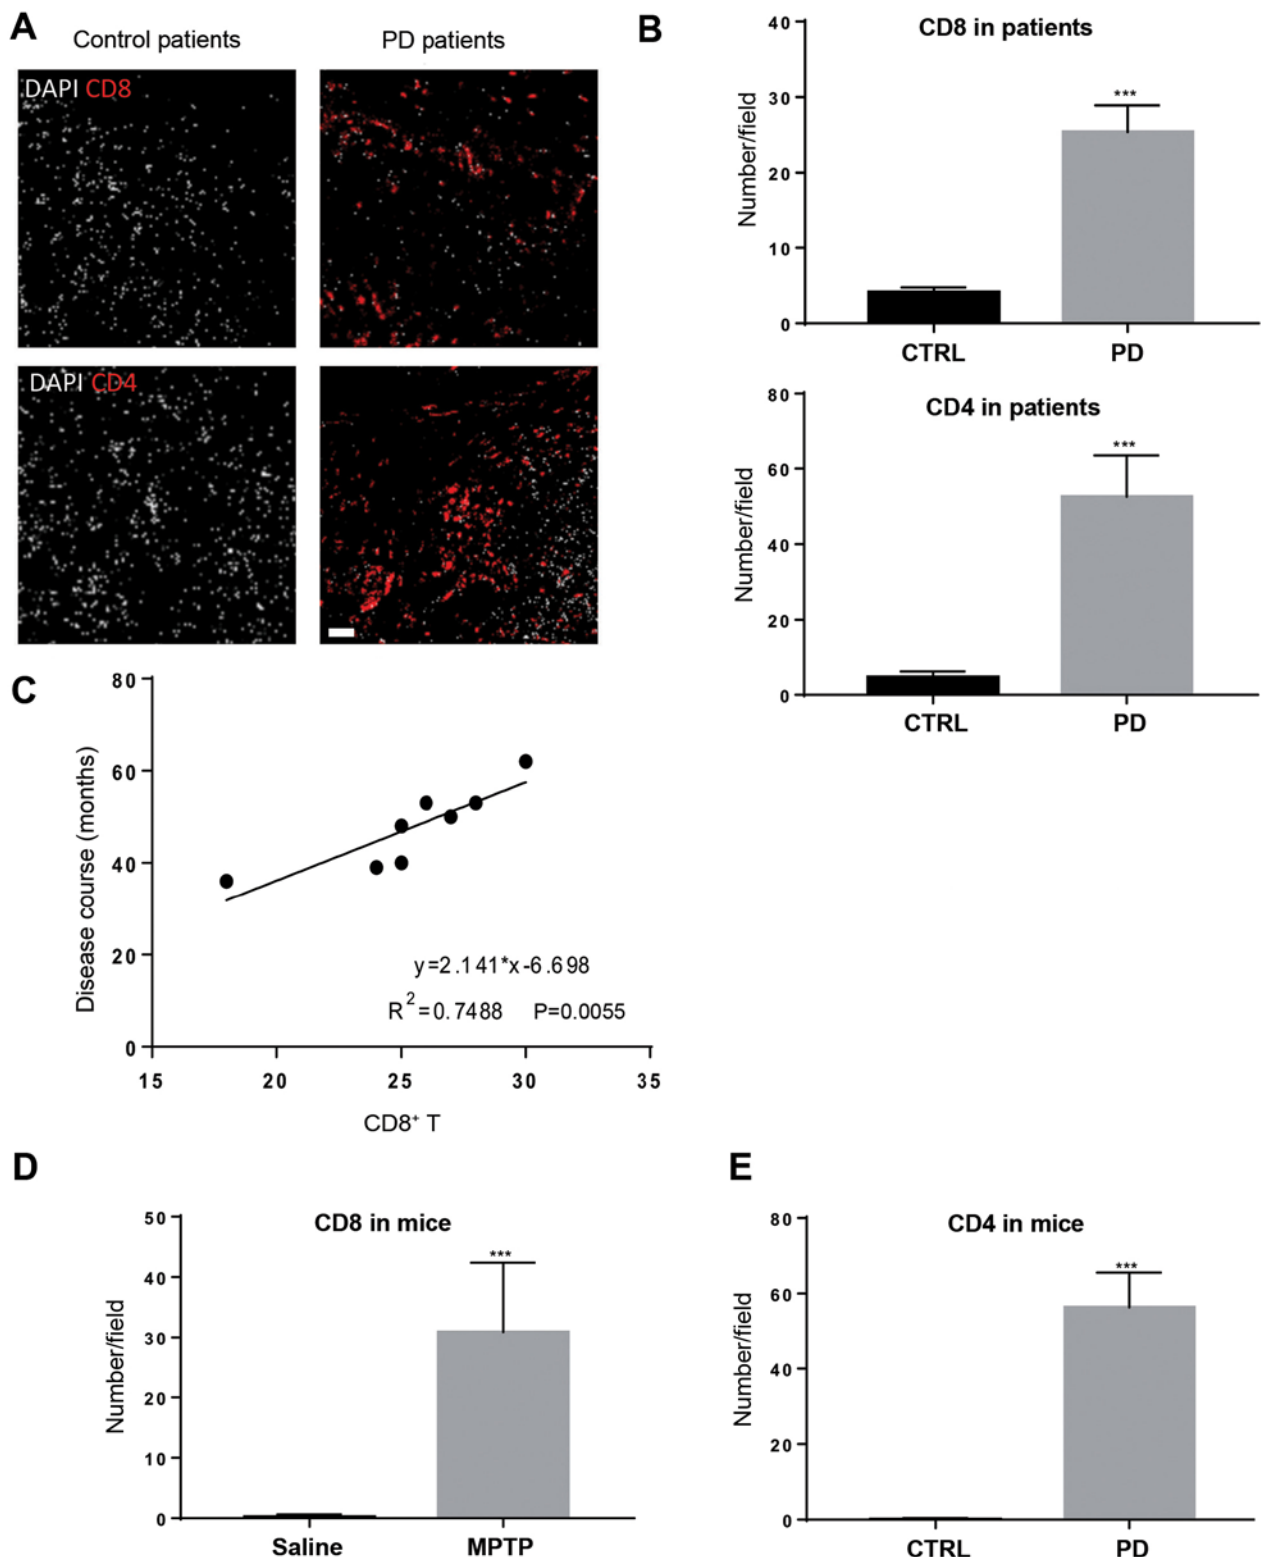 A
Control patients
PD patients
DAPI CD8
DAPI CD4
B
CD8 in patients
Number/field
40
30
20
10
0
***
CTRL
PD
CD4 in patients
Number/field
80
60
40
20
0
***
CTRL
PD
C
Disease course (months)
80
60
40
20
0
y=2.141*x-6.698
R²=0.7488 P=0.0055
15 20 25 30 35
CD8⁺ T
D
CD8 in mice
Number/field
50
40
30
20
10
0
***
Saline
MPTP
E
CD4 in mice
Number/field
80
60
40
20
0
***
CTRL
PD